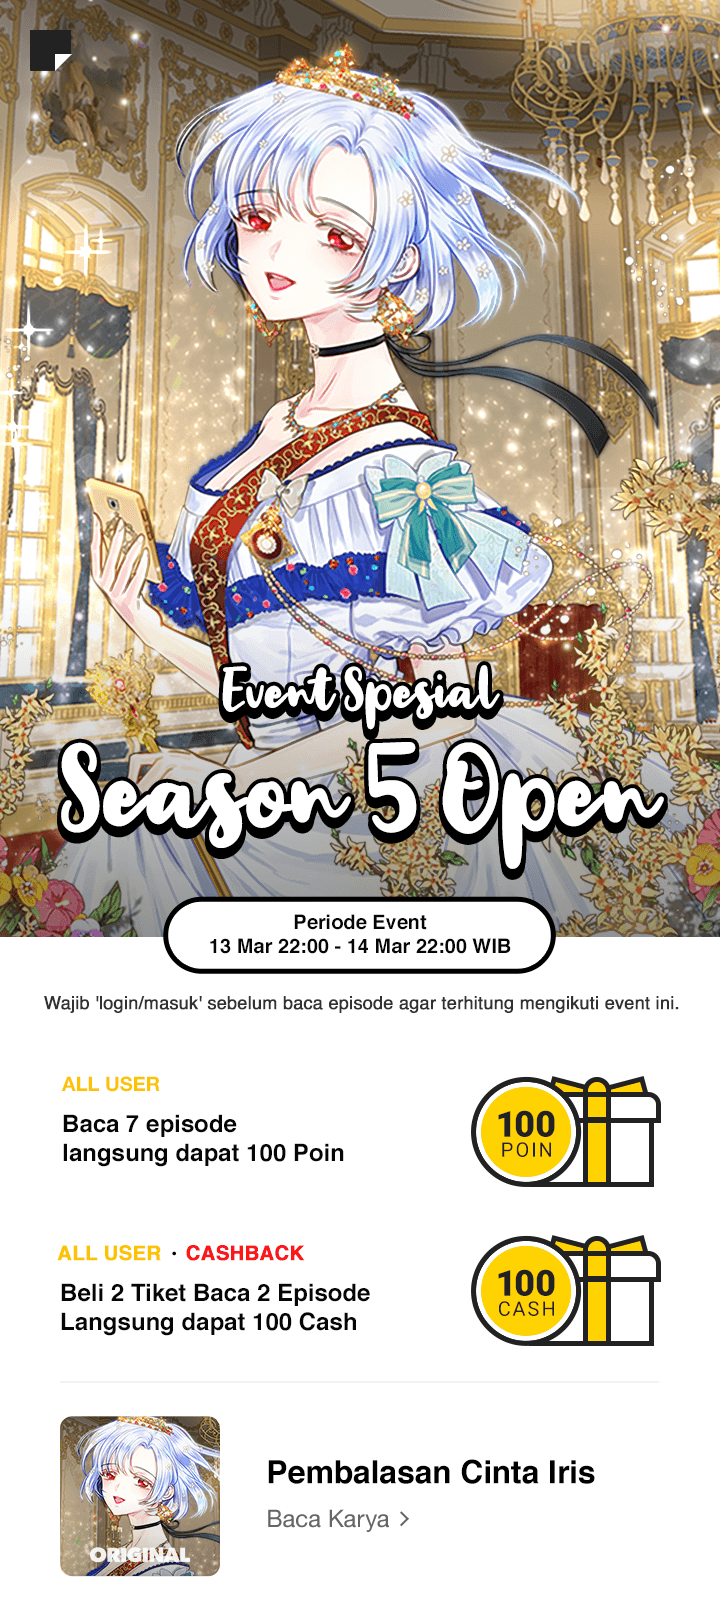 Event Spesial
Season 5 Open
Periode Event
13 Mar 22:00 - 14 Mar 22:00 WIB
Wajib 'login/masuk' sebelum baca episode agar terhitung mengikuti event ini.
ALL USER
Baca 7 episode
langsung dapat 100 Poin
100
POIN
ALL USER · CASHBACK
Beli 2 Tiket Baca 2 Episode
Langsung dapat 100 Cash
100
CASH
Pembalasan Cinta Iris
Baca Karya >
ORIGINAL